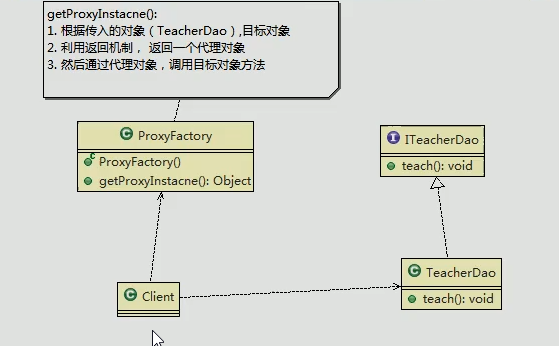 getProxyInstacne():
1. 根据传入的对象（TeacherDao）,目标对象
2. 利用返回机制， 返回一个代理对象
3. 然后通过代理对象，调用目标对象方法
C ProxyFactory
I ITeacherDao
C ProxyFactory()
teach(): void
getProxyInstacne(): Object
C Client
C TeacherDao
teach(): void